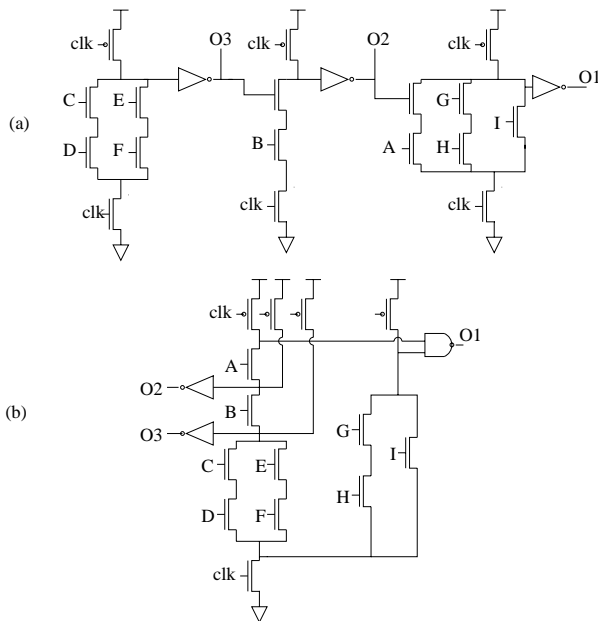 clk O3 clk O2 clk
C E G O1
(a) I
D F B A H
clk clk clk
clk O1
A
O2
(b) B G
O3 I
C E
H
D F
clk